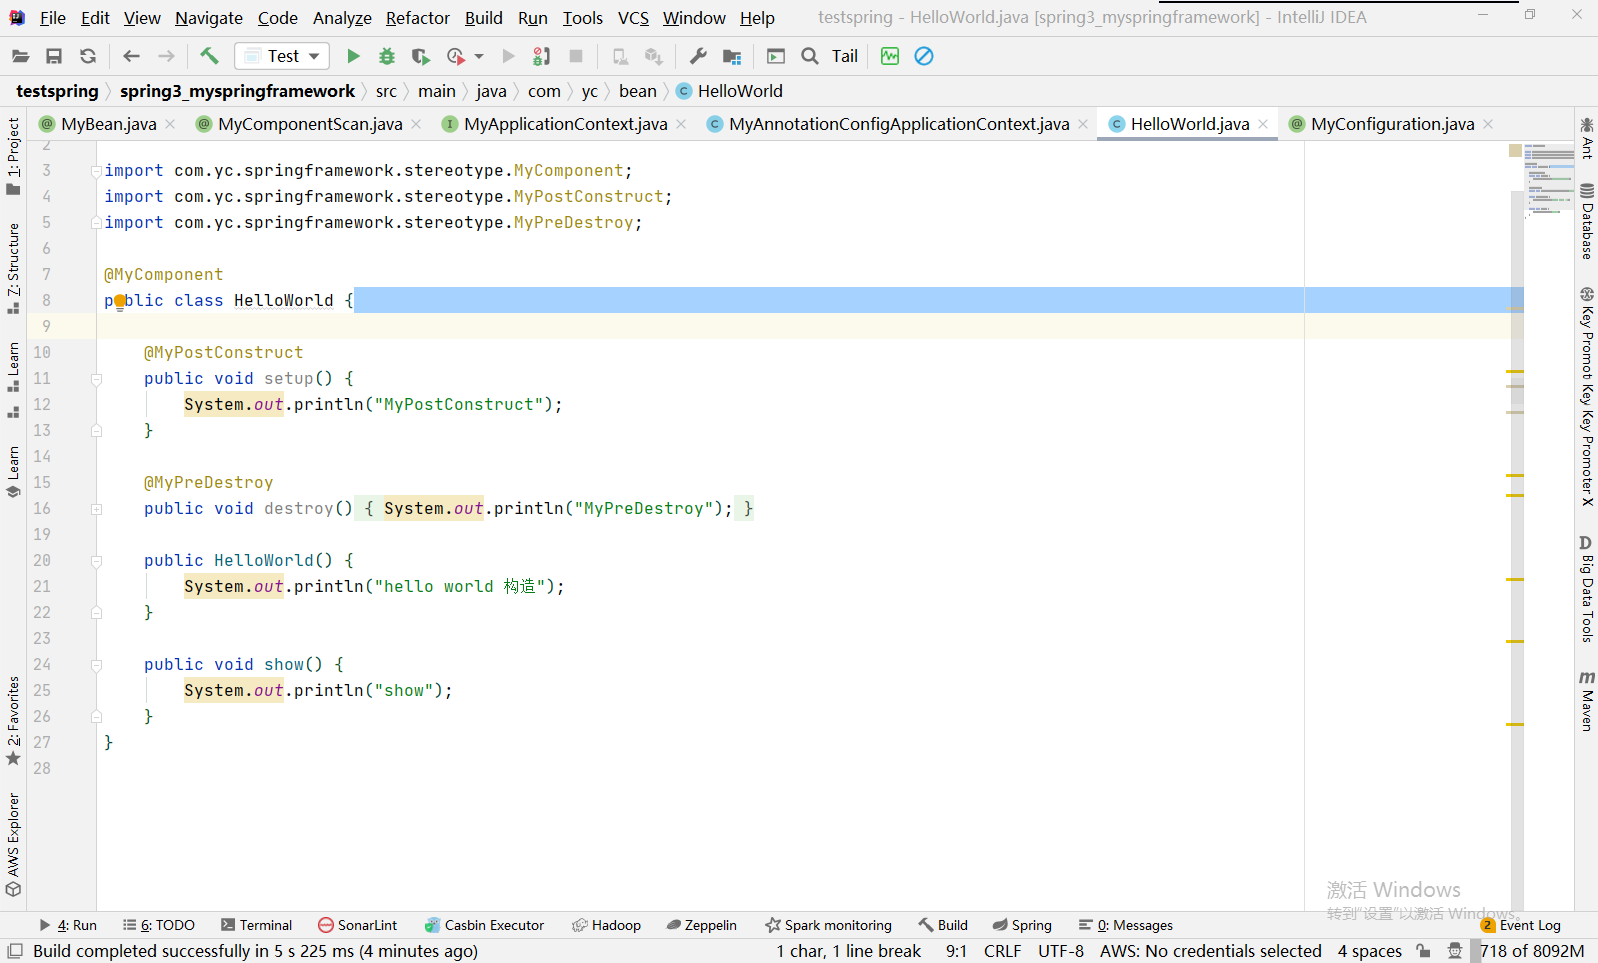 File Edit View Navigate Code Analyze Refactor Build Run Tools VCS Window Help testspring - HelloWorld.java [spring3_myspringframework] - IntelliJ IDEA
Test Tail
testspring spring3_myspringframework src main java com yc bean HelloWorld
MyBean.java MyComponentScan.java MyApplicationContext.java MyAnnotationConfigApplicationContext.java HelloWorld.java MyConfiguration.java
1: Project
Z: Structure
Learn
Learn
2: Favorites
AWS Explorer
2
3 import com.yc.springframework.stereotype.MyComponent;
4 import com.yc.springframework.stereotype.MyPostConstruct;
5 import com.yc.springframework.stereotype.MyPreDestroy;
6
7 @MyComponent
8 public class HelloWorld {
9
10 @MyPostConstruct
11 public void setup() {
12 System.out.println("MyPostConstruct");
13 }
14
15 @MyPreDestroy
16 public void destroy() { System.out.println("MyPreDestroy"); }
19
20 public HelloWorld() {
21 System.out.println("hello world 构造");
22 }
23
24 public void show() {
25 System.out.println("show");
26 }
27 }
28
Ant
Database
Key Promot Key Key Promoter X
Big Data Tools
Maven
激活 Windows
转到"设置"以激活 Windows。
4: Run 6: TODO Terminal SonarLint Casbin Executor Hadoop Zeppelin Spark monitoring Build Spring 0: Messages 2 Event Log
Build completed successfully in 5 s 225 ms (4 minutes ago) 1 char, 1 line break 9:1 CRLF UTF-8 AWS: No credentials selected 4 spaces 718 of 8092M